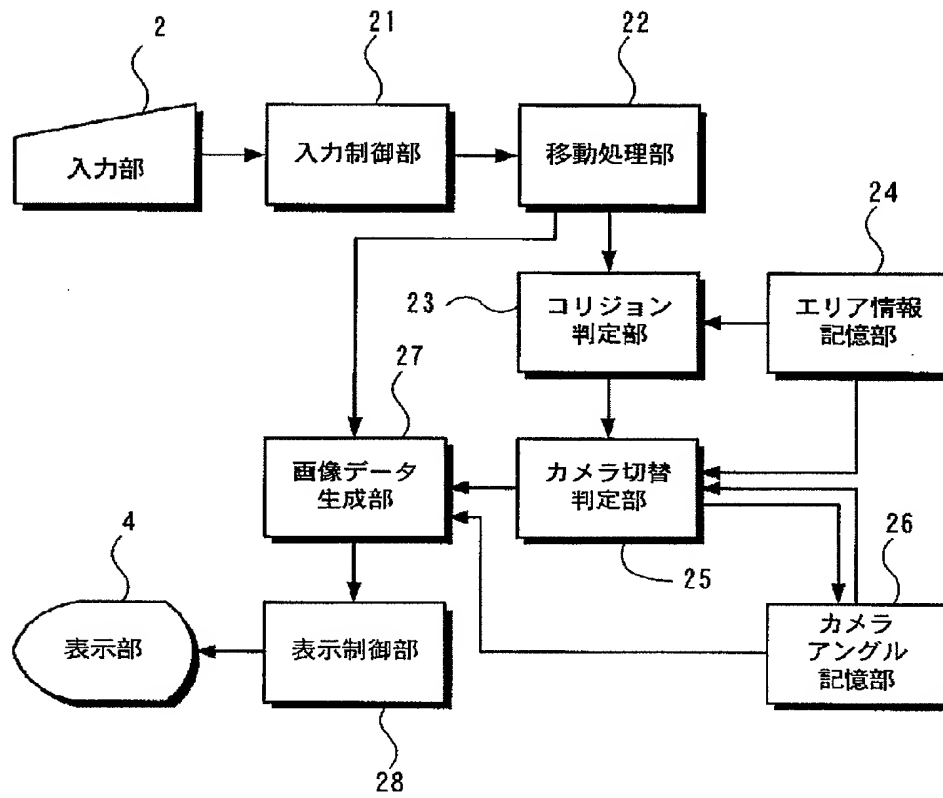 2
21
22
入力部
入力制御部
移動処理部
24
23
コリジョン
判定部
エリア情報
記憶部
27
画像データ
生成部
カメラ切替
判定部
26
25
4
表示部
表示制御部
カメラ
アングル
記憶部
28